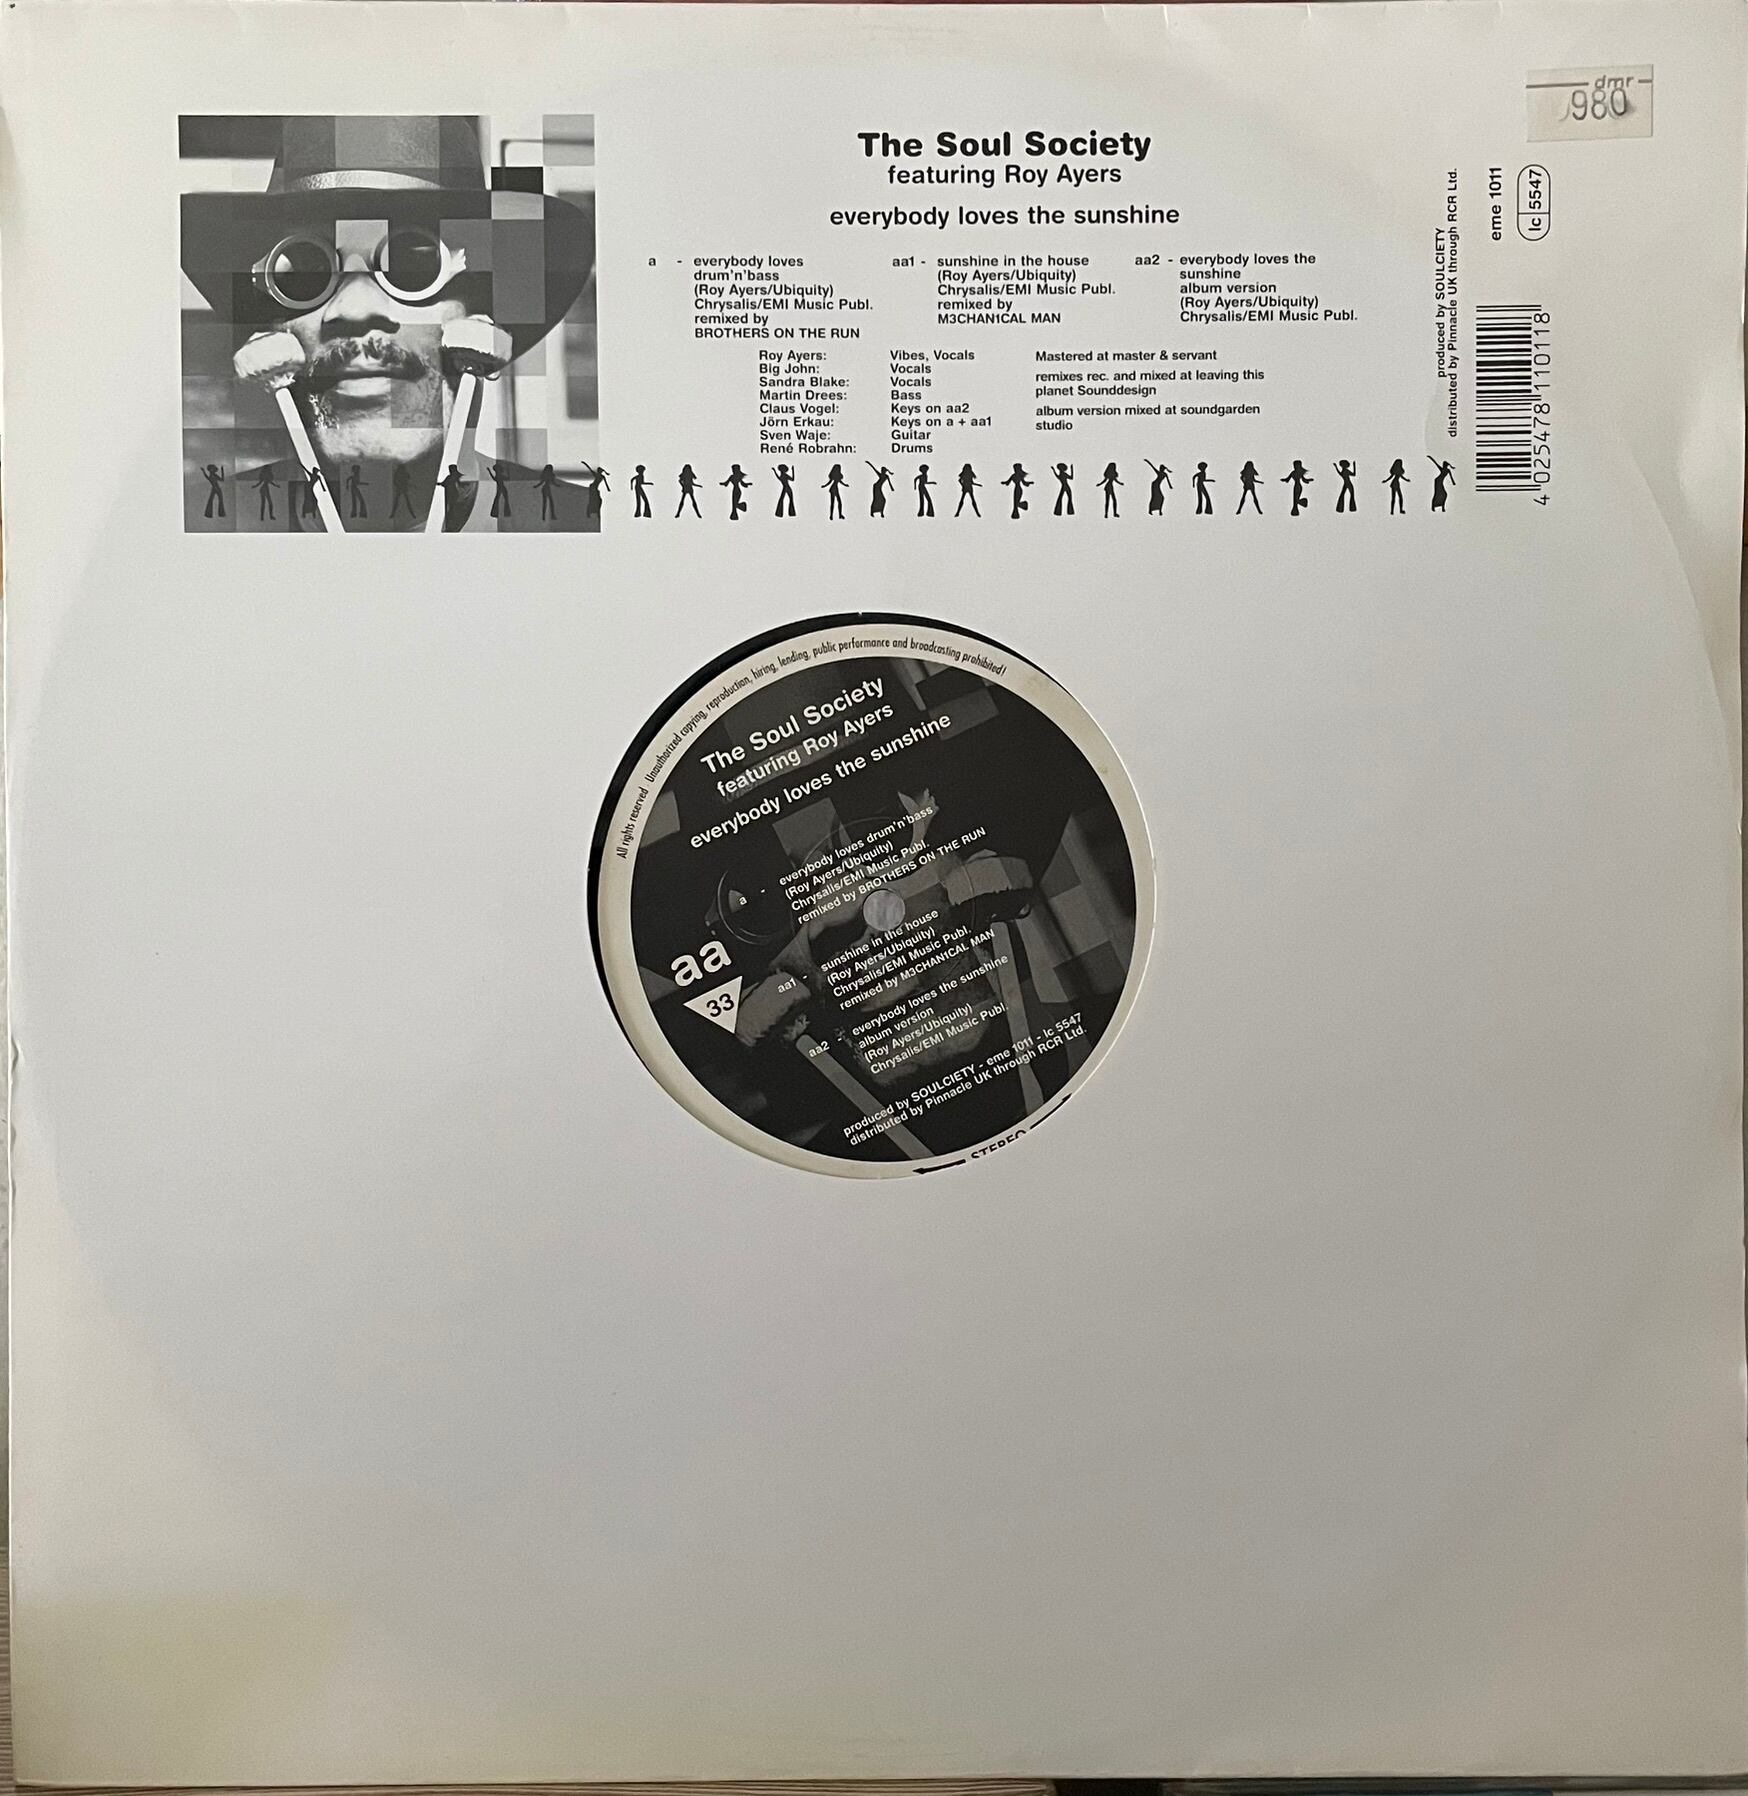 dmr
980
The Soul Society
featuring Roy Ayers
everybody loves the sunshine
a - everybody loves
drum'n'bass
(Roy Ayers/Ubiquity)
Chrysalis/EMI Music Publ.
remixed by
BROTHERS ON THE RUN
aa1 - sunshine in the house
(Roy Ayers/Ubiquity)
Chrysalis/EMI Music Publ.
remixed by
M3CHAN1CAL MAN
aa2 - everybody loves the
sunshine
album version
(Roy Ayers/Ubiquity)
Chrysalis/EMI Music Publ.
Roy Ayers: Vibes, Vocals
Big John: Vocals
Sandra Blake: Vocals
Martin Drees: Bass
Claus Vogel: Keys on aa2
Jörn Erkau: Keys on a + aa1
Sven Waje: Guitar
René Robrahn: Drums
Mastered at master & servant
remixes rec. and mixed at leaving this
planet Sounddesign
album version mixed at soundgarden
studio
produced by SOULCIETY
distributed by Pinnacle UK through RCR Ltd.
eme 1011
lc 5547
4 025478 110118
All rights reserved · Unauthorized copying, reproduction, hiring, lending, public performance and broadcasting prohibited!
The Soul Society
featuring Roy Ayers
everybody loves the sunshine
a - everybody loves drum'n'bass
(Roy Ayers/Ubiquity)
Chrysalis/EMI Music Publ.
remixed by BROTHERS ON THE RUN
aa
33
aa1 - sunshine in the house
(Roy Ayers/Ubiquity)
Chrysalis/EMI Music Publ.
remixed by M3CHAN1CAL MAN
aa2 - everybody loves the sunshine
album version
(Roy Ayers/Ubiquity)
Chrysalis/EMI Music Publ.
produced by SOULCIETY - eme 1011 - lc 5547
distributed by Pinnacle UK through RCR Ltd.
STEREO